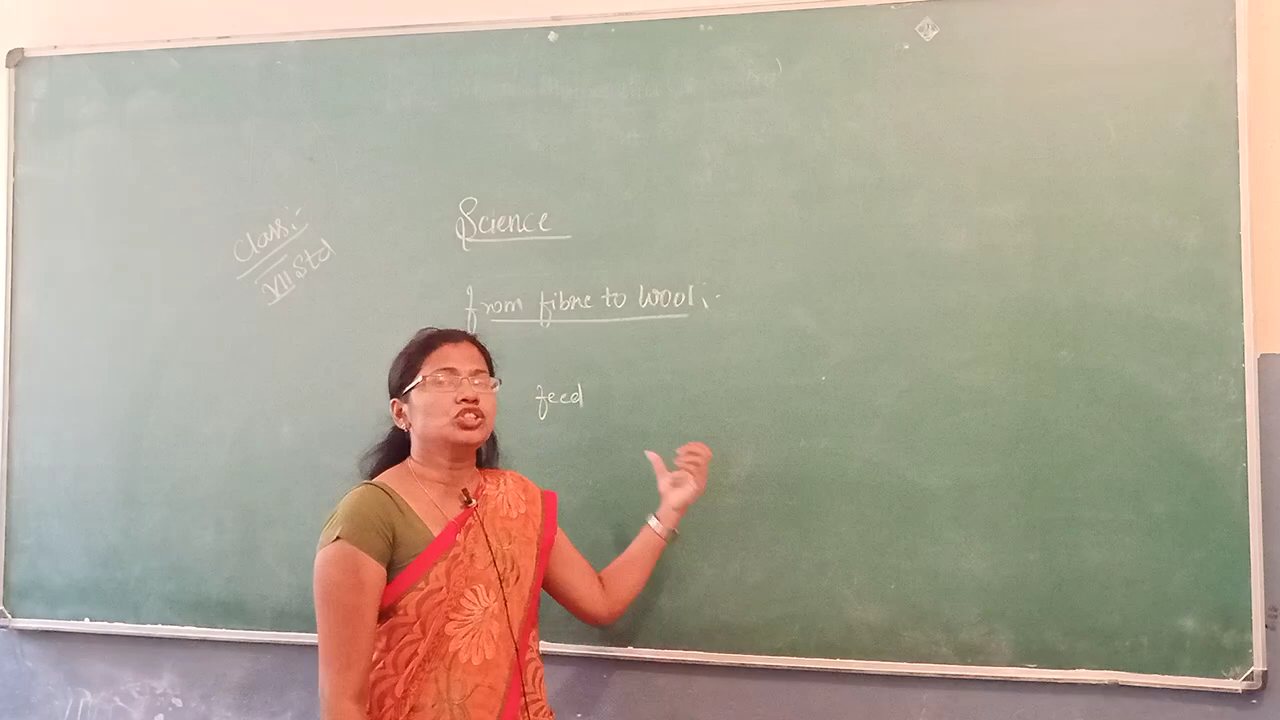 Class:-
VII Std
Science
from fibre to wool:-
feed